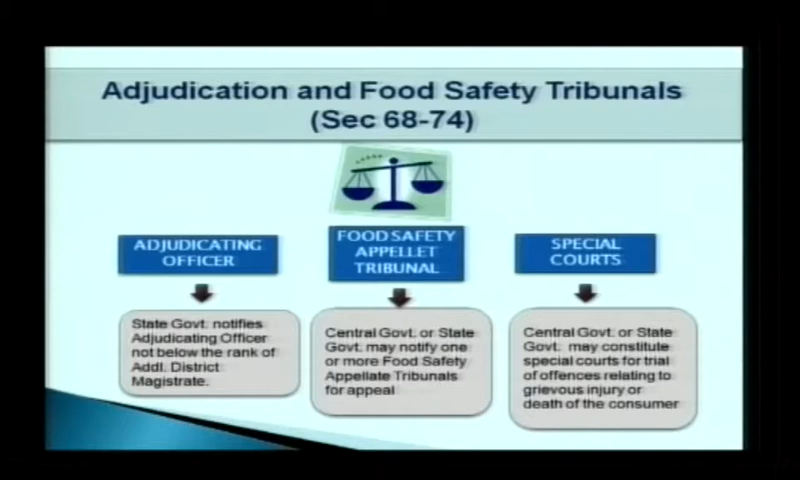 Adjudication and Food Safety Tribunals
(Sec 68-74)
ADJUDICATING
OFFICER
FOOD SAFETY
APPELLET
TRIBUNAL
SPECIAL
COURTS
State Govt. notifies
Adjudicating Officer
not below the rank of
Addl. District
Magistrate.
Central Govt. or State
Govt. may notify one
or more Food Safety
Appellate Tribunals
for appeal
Central Govt. or State
Govt. may constitute
special courts for trial
of offences relating to
grievous injury or
death of the consumer